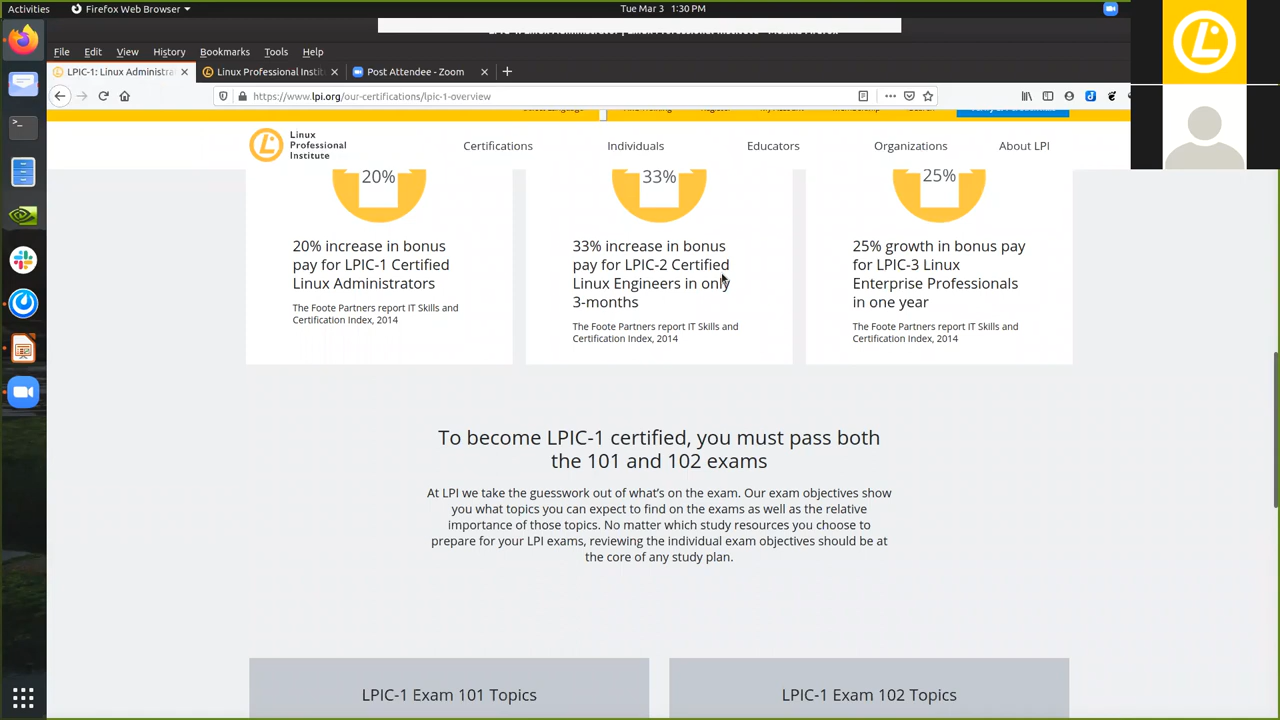 Activities
Firefox Web Browser
Tue Mar 3 1:30 PM
File Edit View History Bookmarks Tools Help
LPIC-1: Linux Administra
Linux Professional Instit
Post Attendee - Zoom
https://www.lpi.org/our-certifications/lpic-1-overview
Linux
Professional
Institute
Certifications
Individuals
Educators
Organizations
About LPI
20%
33%
25%
20% increase in bonus
pay for LPIC-1 Certified
Linux Administrators
The Foote Partners report IT Skills and
Certification Index, 2014
33% increase in bonus
pay for LPIC-2 Certified
Linux Engineers in only
3-months
The Foote Partners report IT Skills and
Certification Index, 2014
25% growth in bonus pay
for LPIC-3 Linux
Enterprise Professionals
in one year
The Foote Partners report IT Skills and
Certification Index, 2014
To become LPIC-1 certified, you must pass both
the 101 and 102 exams
At LPI we take the guesswork out of what's on the exam. Our exam objectives show
you what topics you can expect to find on the exams as well as the relative
importance of those topics. No matter which study resources you choose to
prepare for your LPI exams, reviewing the individual exam objectives should be at
the core of any study plan.
LPIC-1 Exam 101 Topics
LPIC-1 Exam 102 Topics